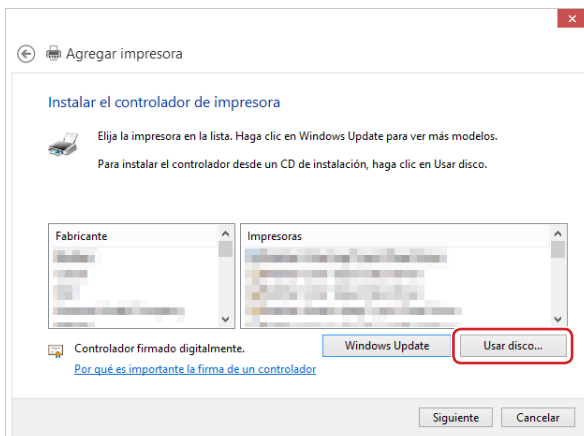 Agregar impresora
Instalar el controlador de impresora
Elija la impresora en la lista. Haga clic en Windows Update para ver más modelos.
Para instalar el controlador desde un CD de instalación, haga clic en Usar disco.
Fabricante
Impresoras
Controlador firmado digitalmente.
Windows Update
Usar disco...
Por qué es importante la firma de un controlador
Siguiente
Cancelar